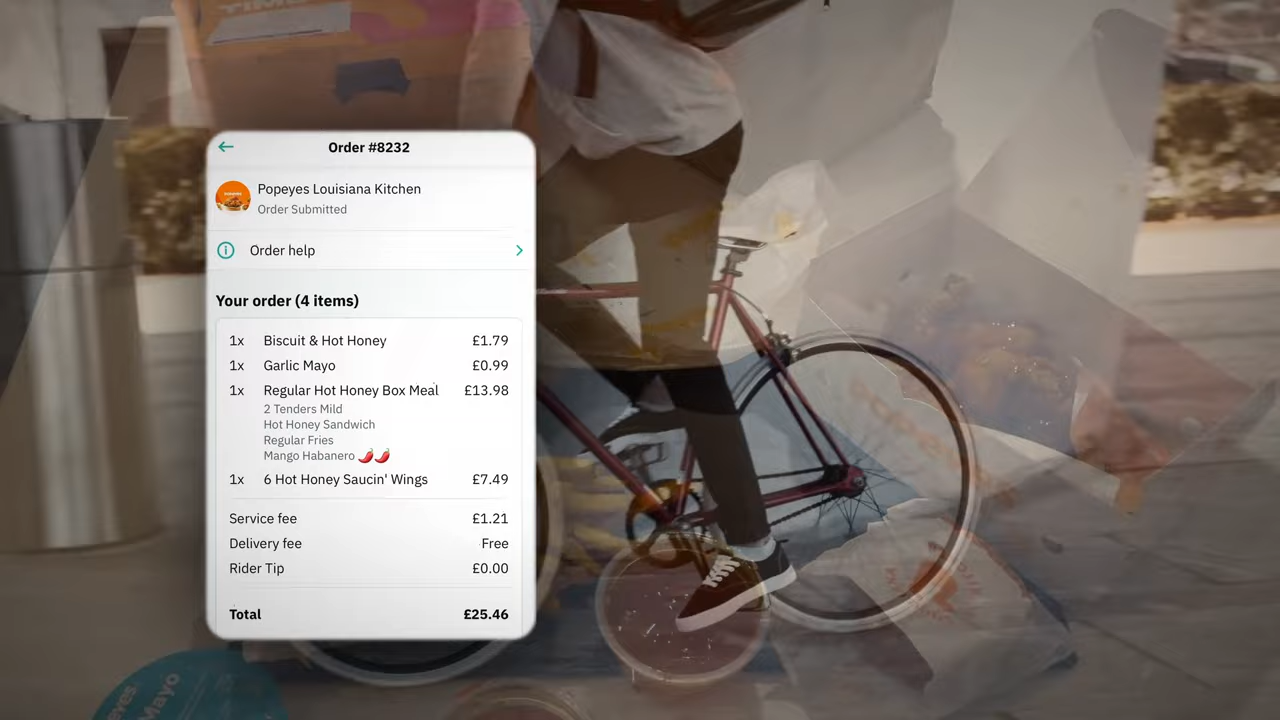 Order #8232
Popeyes Louisiana Kitchen
Order Submitted
Order help
Your order (4 items)
1x Biscuit & Hot Honey £1.79
1x Garlic Mayo £0.99
1x Regular Hot Honey Box Meal £13.98
2 Tenders Mild
Hot Honey Sandwich
Regular Fries
Mango Habanero 🌶️🌶️
1x 6 Hot Honey Saucin' Wings £7.49
Service fee £1.21
Delivery fee Free
Rider Tip £0.00
Total £25.46
Mayo